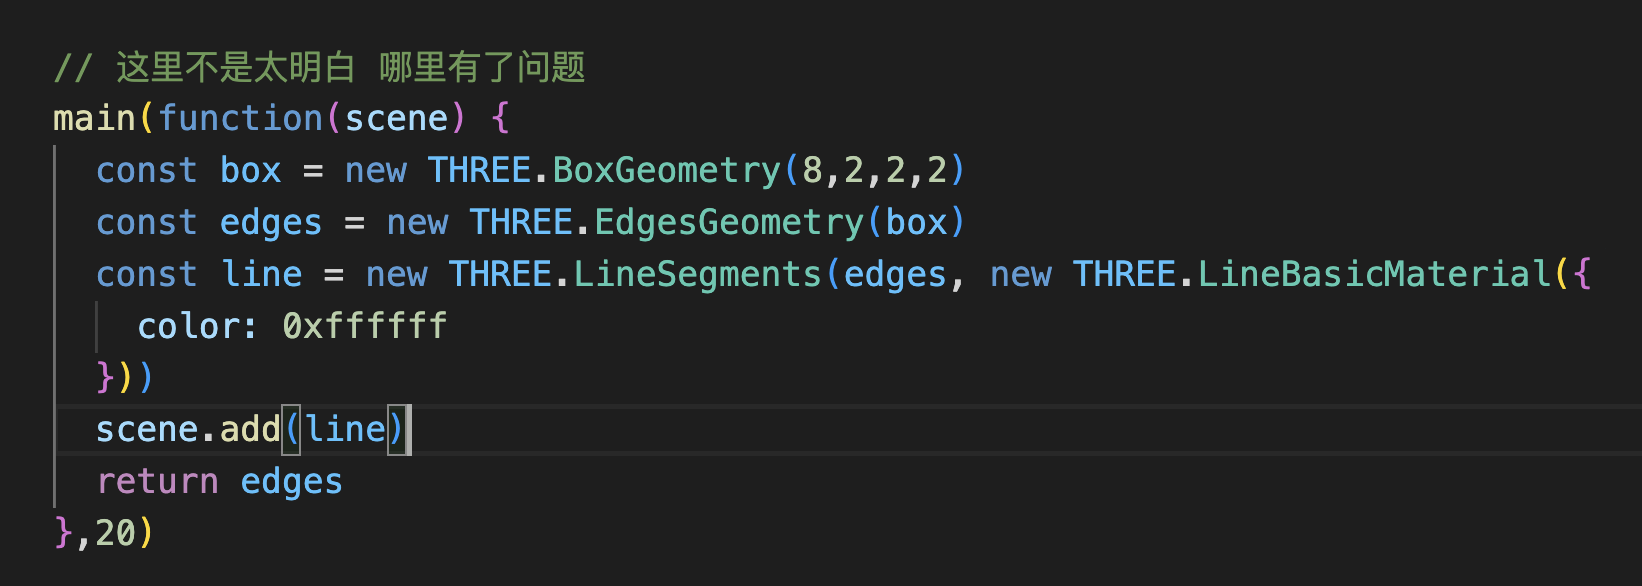 // 这里不是太明白 哪里有了问题
main(function(scene) {
  const box = new THREE.BoxGeometry(8,2,2,2)
  const edges = new THREE.EdgesGeometry(box)
  const line = new THREE.LineSegments(edges, new THREE.LineBasicMaterial({
    color: 0xffffff
  }))
  scene.add(line)
  return edges
},20)